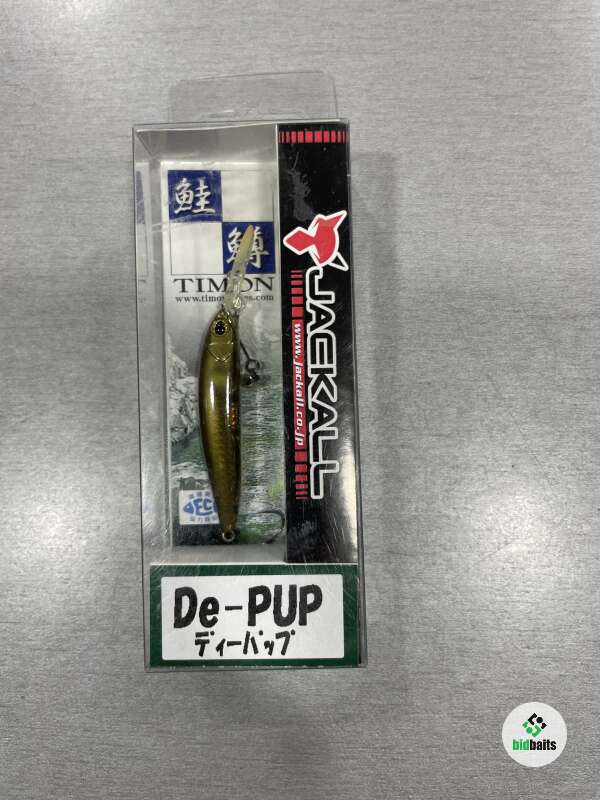 鮭
鱒
TIMON
JACKALL
www.jackall.co.jp
De-PUP
ディーパップ
bidbaits